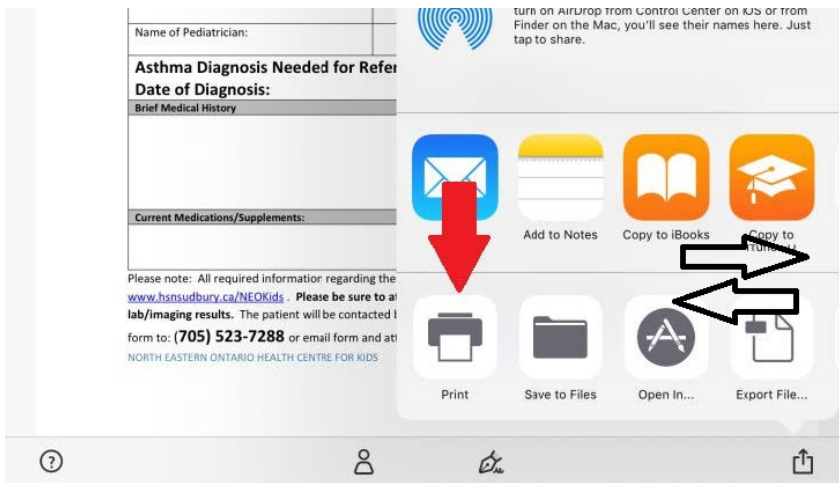 turn on AirDrop from Control Center on iOS or from
Finder on the Mac, you'll see their names here. Just
tap to share.
Name of Pediatrician:
Asthma Diagnosis Needed for Refer
Date of Diagnosis:
Brief Medical History
Current Medications/Supplements:
Add to Notes
Copy to iBooks
Copy to
Please note: All required information regarding the
www.hsnsudbury.ca/NEOKids . Please be sure to at
lab/imaging results. The patient will be contacted b
form to: (705) 523-7288 or email form and att
NORTH EASTERN ONTARIO HEALTH CENTRE FOR KIDS
Print
Save to Files
Open In...
Export File...